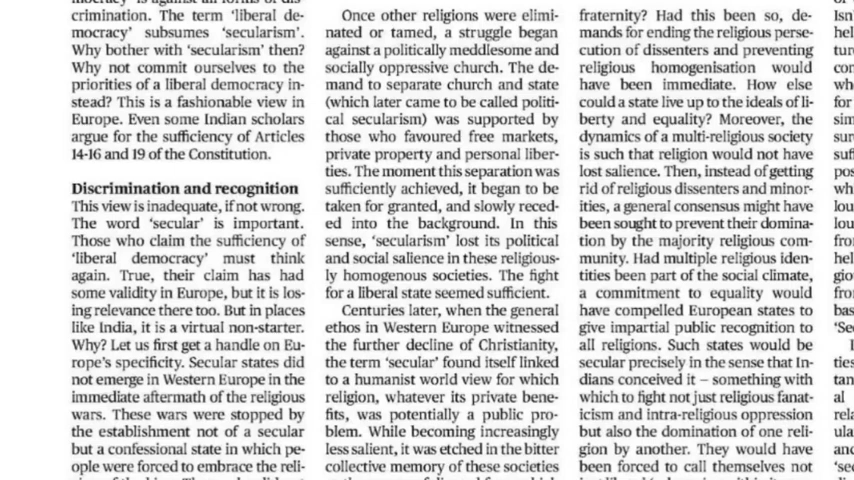 crimination. The term ‘liberal de-
mocracy’ subsumes ‘secularism’.
Why bother with ‘secularism’ then?
Why not commit ourselves to the
priorities of a liberal democracy in-
stead? This is a fashionable view in
Europe. Even some Indian scholars
argue for the sufficiency of Articles
14-16 and 19 of the Constitution.
Discrimination and recognition
This view is inadequate, if not wrong.
The word ‘secular’ is important.
Those who claim the sufficiency of
‘liberal democracy’ must think
again. True, their claim has had
some validity in Europe, but it is los-
ing relevance there too. But in places
like India, it is a virtual non-starter.
Why? Let us first get a handle on Eu-
rope’s specificity. Secular states did
not emerge in Western Europe in the
immediate aftermath of the religious
wars. These wars were stopped by
the establishment not of a secular
but a confessional state in which pe-
ople were forced to embrace the reli-
Once other religions were elimi-
nated or tamed, a struggle began
against a politically meddlesome and
socially oppressive church. The de-
mand to separate church and state
(which later came to be called politi-
cal secularism) was supported by
those who favoured free markets,
private property and personal liber-
ties. The moment this separation was
sufficiently achieved, it began to be
taken for granted, and slowly reced-
ed into the background. In this
sense, ‘secularism’ lost its political
and social salience in these religious-
ly homogenous societies. The fight
for a liberal state seemed sufficient.
Centuries later, when the general
ethos in Western Europe witnessed
the further decline of Christianity,
the term ‘secular’ found itself linked
to a humanist world view for which
religion, whatever its private bene-
fits, was potentially a public pro-
blem. While becoming increasingly
less salient, it was etched in the bitter
collective memory of these societies
fraternity? Had this been so, de-
mands for ending the religious perse-
cution of dissenters and preventing
religious homogenisation would
have been immediate. How else
could a state live up to the ideals of li-
berty and equality? Moreover, the
dynamics of a multi-religious society
is such that religion would not have
lost salience. Then, instead of getting
rid of religious dissenters and minor-
ities, a general consensus might have
been sought to prevent their domina-
tion by the majority religious com-
munity. Had multiple religious iden-
tities been part of the social climate,
a commitment to equality would
have compelled European states to
give impartial public recognition to
all religions. Such states would be
secular precisely in the sense that In-
dians conceived it – something with
which to fight not just religious fanat-
icism and intra-religious oppression
but also the domination of one reli-
gion by another. They would have
been forced to call themselves not